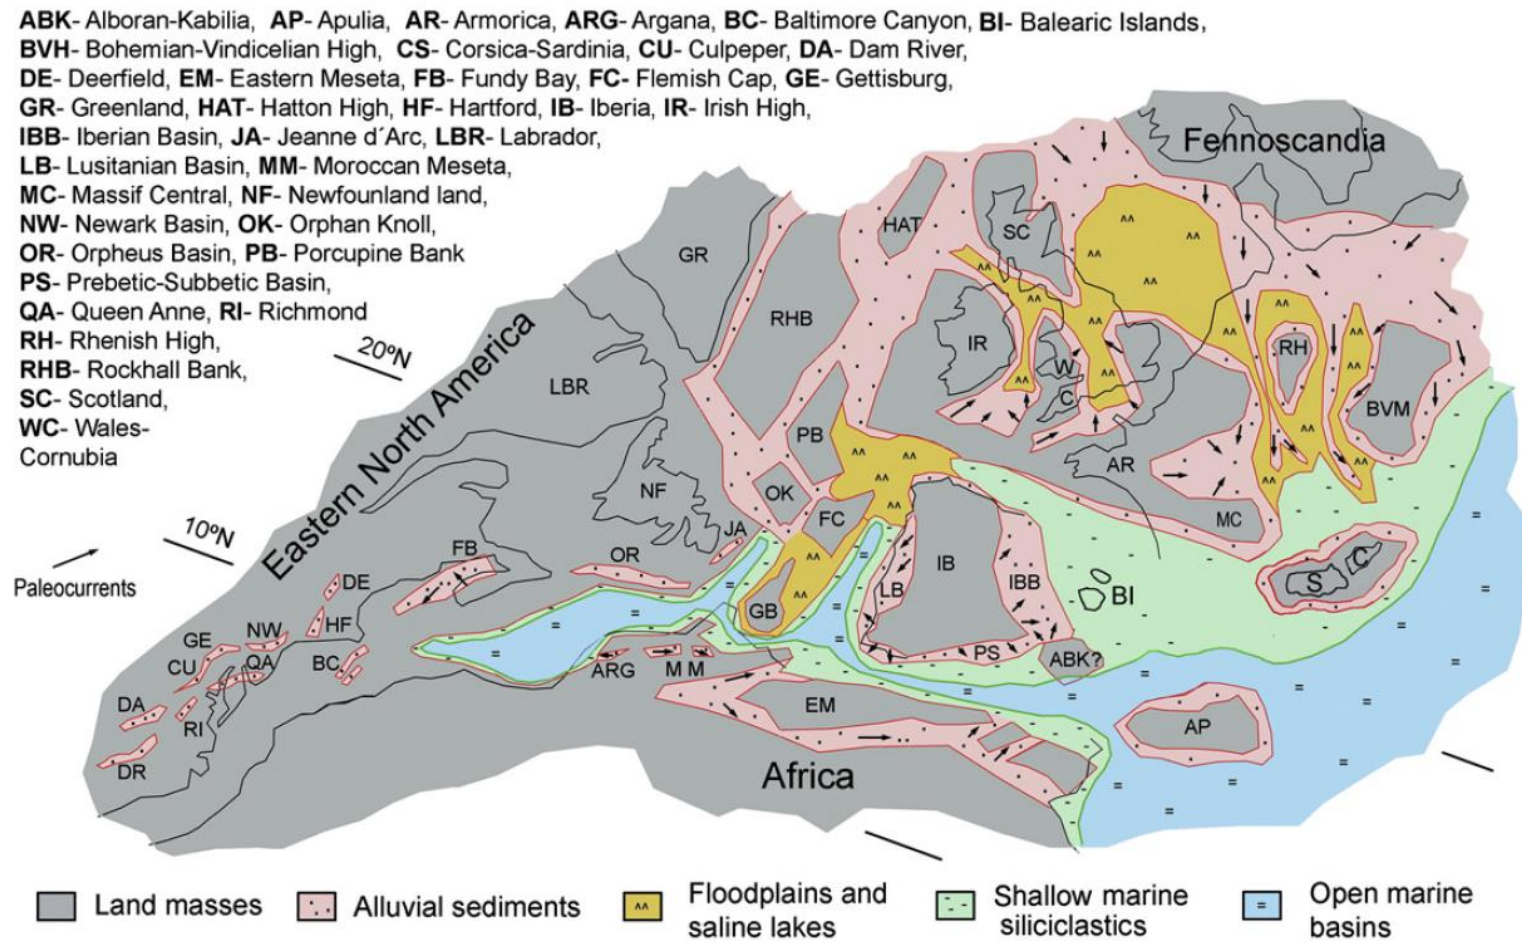 ABK- Alboran-Kabilia, AP- Apulia, AR- Armorica, ARG- Argana, BC- Baltimore Canyon, BI- Balearic Islands,
BVH- Bohemian-Vindicelian High, CS- Corsica-Sardinia, CU- Culpeper, DA- Dam River,
DE- Deerfield, EM- Eastern Meseta, FB- Fundy Bay, FC- Flemish Cap, GE- Gettisburg,
GR- Greenland, HAT- Hatton High, HF- Hartford, IB- Iberia, IR- Irish High,
IBB- Iberian Basin, JA- Jeanne d´Arc, LBR- Labrador,
LB- Lusitanian Basin, MM- Moroccan Meseta,
MC- Massif Central, NF- Newfounland land,
NW- Newark Basin, OK- Orphan Knoll,
OR- Orpheus Basin, PB- Porcupine Bank
PS- Prebetic-Subbetic Basin,
QA- Queen Anne, RI- Richmond
RH- Rhenish High,
RHB- Rockhall Bank,
SC- Scotland,
WC- Wales-
Cornubia
Fennoscandia
HAT
SC
GR
RHB
IR
RH
W
C
20ºN
LBR
BVM
Eastern North America
PB
AR
NF
OK
FC
MC
10ºN
JA
Paleocurrents
FB
OR
DE
IB
IBB
LB
BI
S
C
GB
HF
NW
GE
CU
QA
BC
ARG
M M
PS
ABK?
DA
RI
EM
AP
DR
Africa
Land masses
Alluvial sediments
Floodplains and
saline lakes
Shallow marine
siliciclastics
Open marine
basins